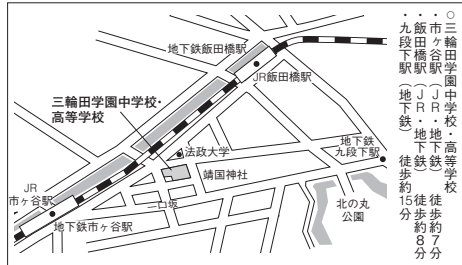 ○三輪田学園中学校・高等学校
・市ヶ谷駅（ＪＲ・地下鉄） 徒歩約７分
・飯田橋駅（ＪＲ・地下鉄） 徒歩約８分
・九段下駅（地下鉄） 徒歩約15分
地下鉄飯田橋駅
JR飯田橋駅
三輪田学園中学校・
高等学校
法政大学
地下鉄
九段下駅
靖国神社
JR
市ヶ谷駅
一口坂
北の丸
公園
地下鉄市ヶ谷駅